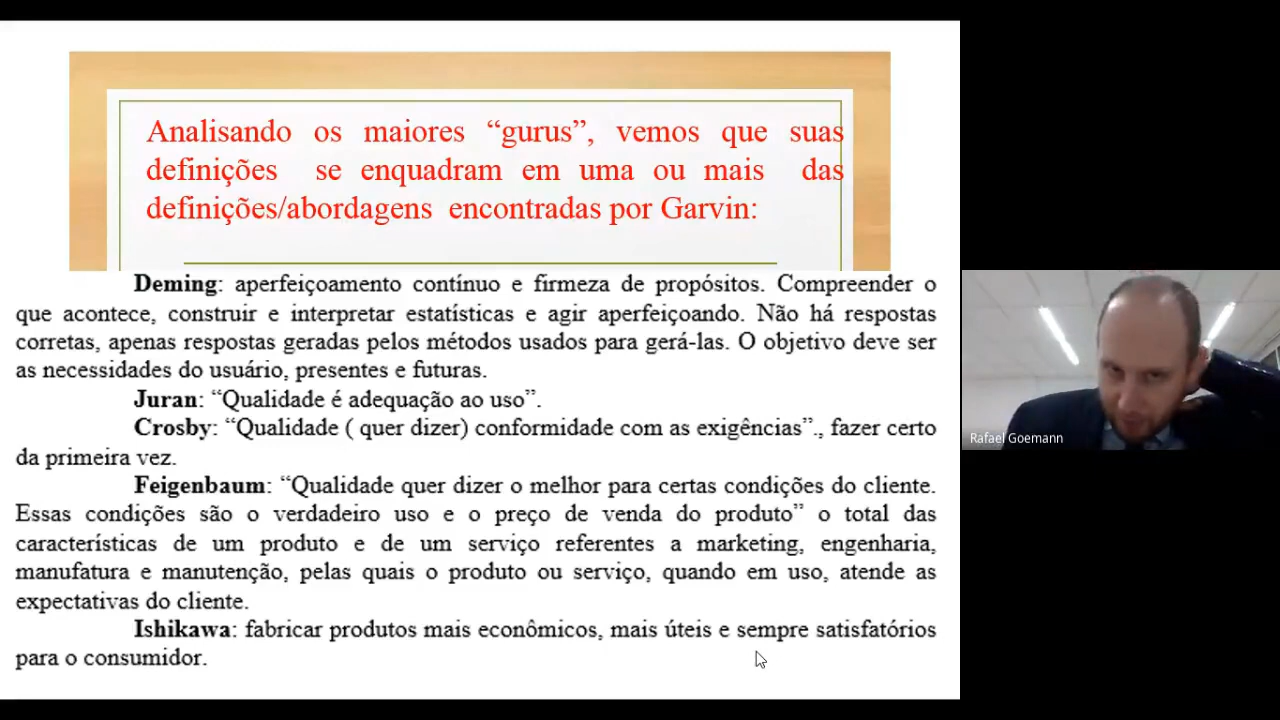 Analisando os maiores “gurus”, vemos que suas
definições se enquadram em uma ou mais das
definições/abordagens encontradas por Garvin:
Deming: aperfeiçoamento contínuo e firmeza de propósitos. Compreender o
que acontece, construir e interpretar estatísticas e agir aperfeiçoando. Não há respostas
corretas, apenas respostas geradas pelos métodos usados para gerá-las. O objetivo deve ser
as necessidades do usuário, presentes e futuras.
Juran: “Qualidade é adequação ao uso”.
Crosby: “Qualidade ( quer dizer) conformidade com as exigências”., fazer certo
da primeira vez.
Feigenbaum: “Qualidade quer dizer o melhor para certas condições do cliente.
Essas condições são o verdadeiro uso e o preço de venda do produto” o total das
características de um produto e de um serviço referentes a marketing, engenharia,
manufatura e manutenção, pelas quais o produto ou serviço, quando em uso, atende as
expectativas do cliente.
Ishikawa: fabricar produtos mais econômicos, mais úteis e sempre satisfatórios
para o consumidor.
Rafael Goemann